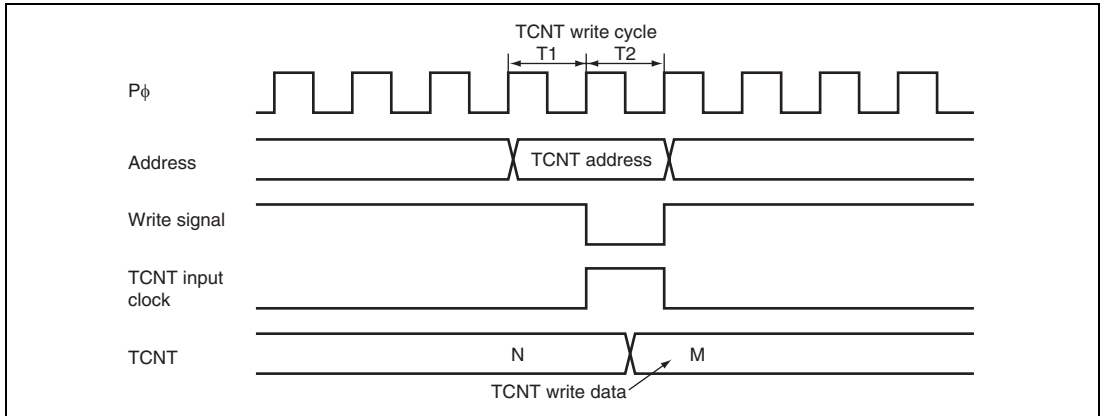 TCNT write cycle
T1 T2
Pϕ
Address
TCNT address
Write signal
TCNT input
clock
TCNT
N
M
TCNT write data